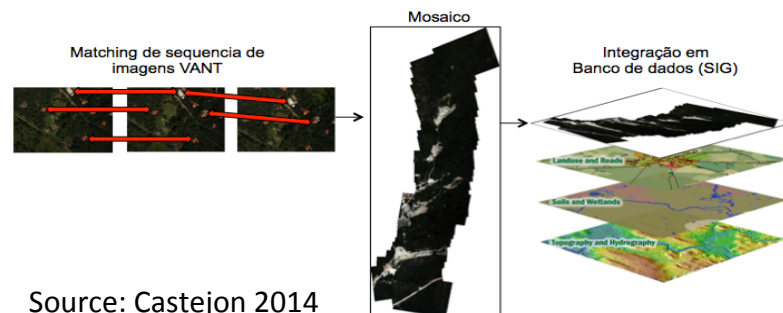 Matching de sequencia de
imagens VANT
Mosaico
Integração em
Banco de dados (SIG)
Landuse and Roads
Soils and Wetlands
Topography and Hydrography
Source: Castejon 2014